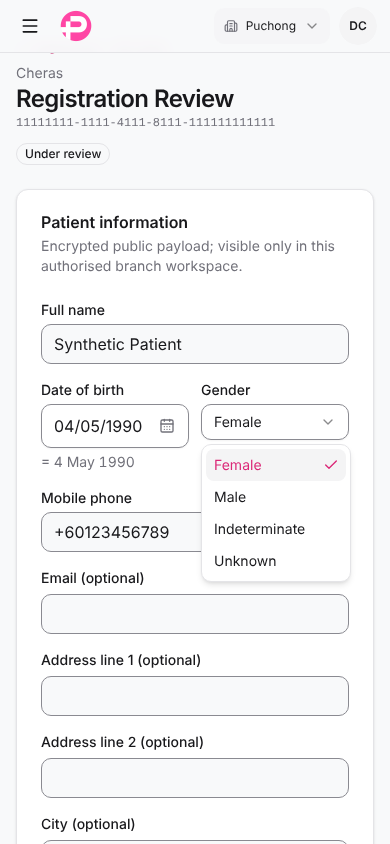 Puchong
DC
Cheras
Registration Review
11111111-1111-4111-8111-111111111111
Under review
Patient information
Encrypted public payload; visible only in this
authorised branch workspace.
Full name
Synthetic Patient
Date of birth
Gender
04/05/1990
Female
= 4 May 1990
Female
Male
Indeterminate
Unknown
Mobile phone
+60123456789
Email (optional)
Address line 1 (optional)
Address line 2 (optional)
City (optional)